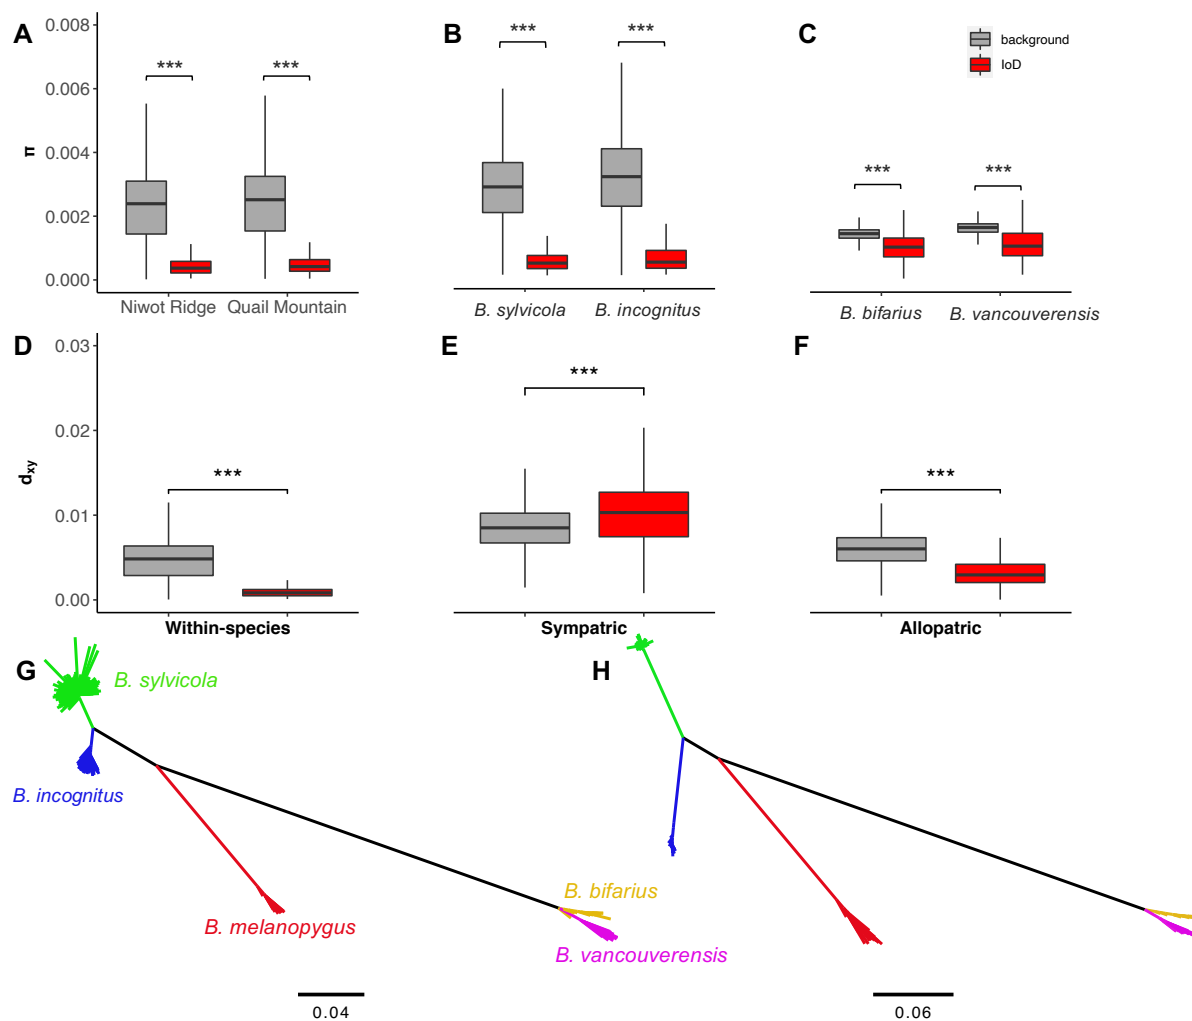 A
B
C
0.008
0.006
0.004
0.002
0.000
π
***
***
***
***
***
***
background
IoD
Niwot Ridge
Quail Mountain
B. sylvicola
B. incognitus
B. bifarius
B. vancouverensis
D
E
F
0.03
0.02
0.01
0.00
dxy
***
***
***
Within-species
Sympatric
Allopatric
G
H
B. sylvicola
B. incognitus
B. melanopygus
B. bifarius
B. vancouverensis
0.04
0.06